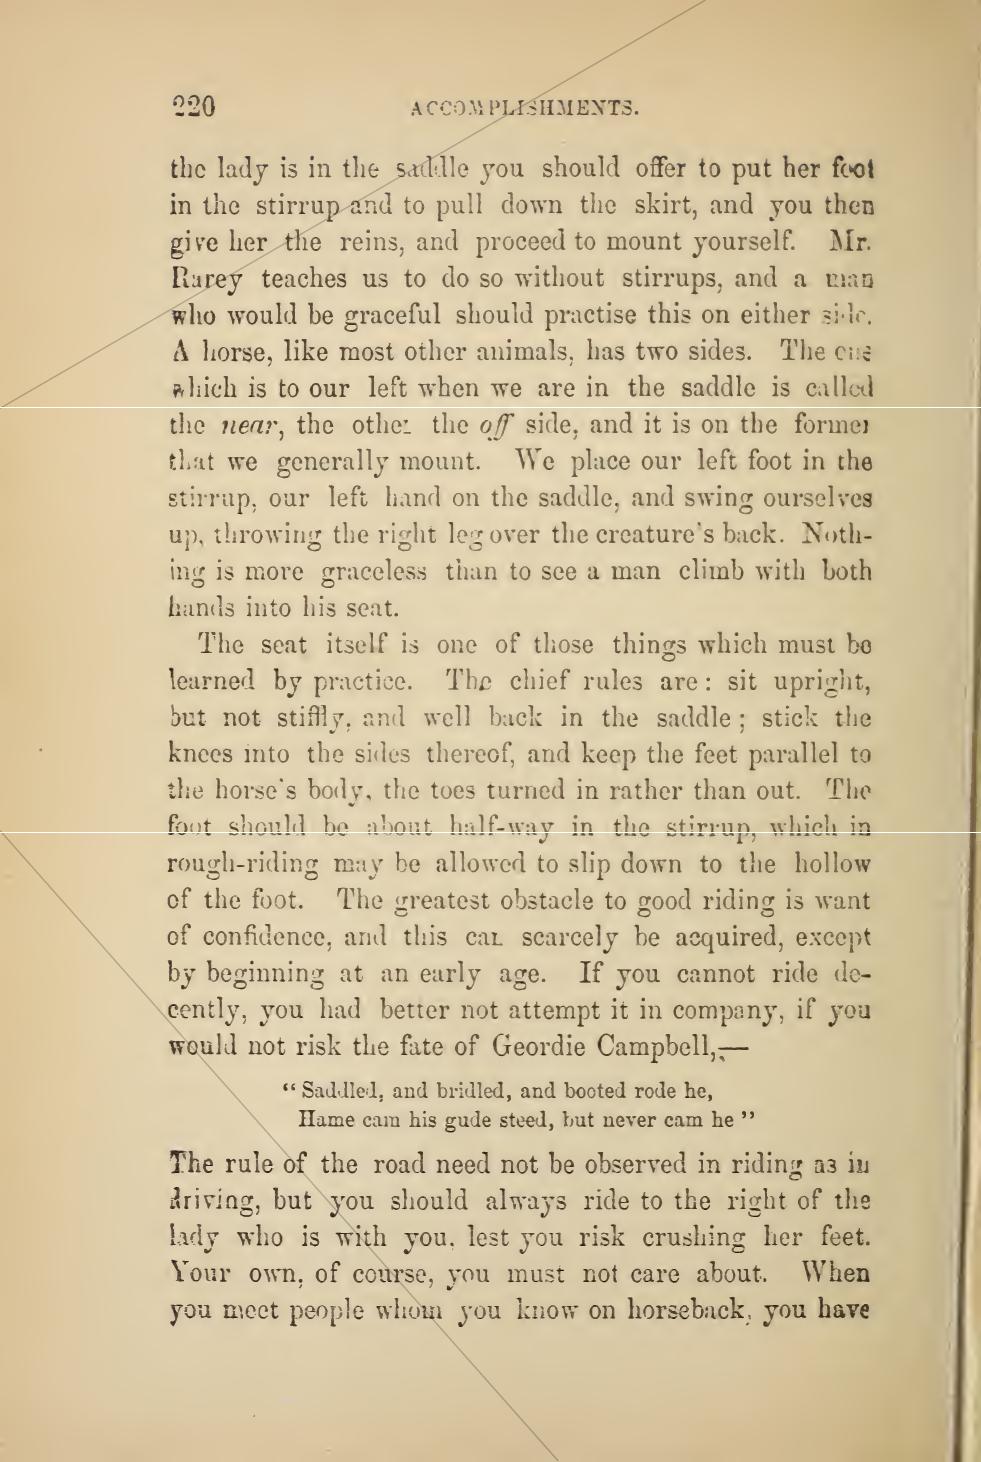 220 ACCOMPLISHMENTS.
the lady is in the saddle you should offer to put her foot
in the stirrup and to pull down the skirt, and you then
give her the reins, and proceed to mount yourself. Mr.
Rarey teaches us to do so without stirrups, and a man
who would be graceful should practise this on either side.
A horse, like most other animals, has two sides. The one
which is to our left when we are in the saddle is called
the near, the other the off side, and it is on the former
that we generally mount. We place our left foot in the
stirrup, our left hand on the saddle, and swing ourselves
up, throwing the right leg over the creature's back. Noth-
ing is more graceless than to see a man climb with both
hands into his seat.
The seat itself is one of those things which must be
learned by practice. The chief rules are: sit upright,
but not stiffly, and well back in the saddle; stick the
knees into the sides thereof, and keep the feet parallel to
the horse's body, the toes turned in rather than out. The
foot should be about half-way in the stirrup, which in
rough-riding may be allowed to slip down to the hollow
of the foot. The greatest obstacle to good riding is want
of confidence, and this can scarcely be acquired, except
by beginning at an early age. If you cannot ride de-
cently, you had better not attempt it in company, if you
would not risk the fate of Geordie Campbell,—
“Saddled, and bridled, and booted rode he,
Hame cam his gude steed, but never cam he”
The rule of the road need not be observed in riding as in
driving, but you should always ride to the right of the
lady who is with you, lest you risk crushing her feet.
Your own, of course, you must not care about. When
you meet people whom you know on horseback, you have